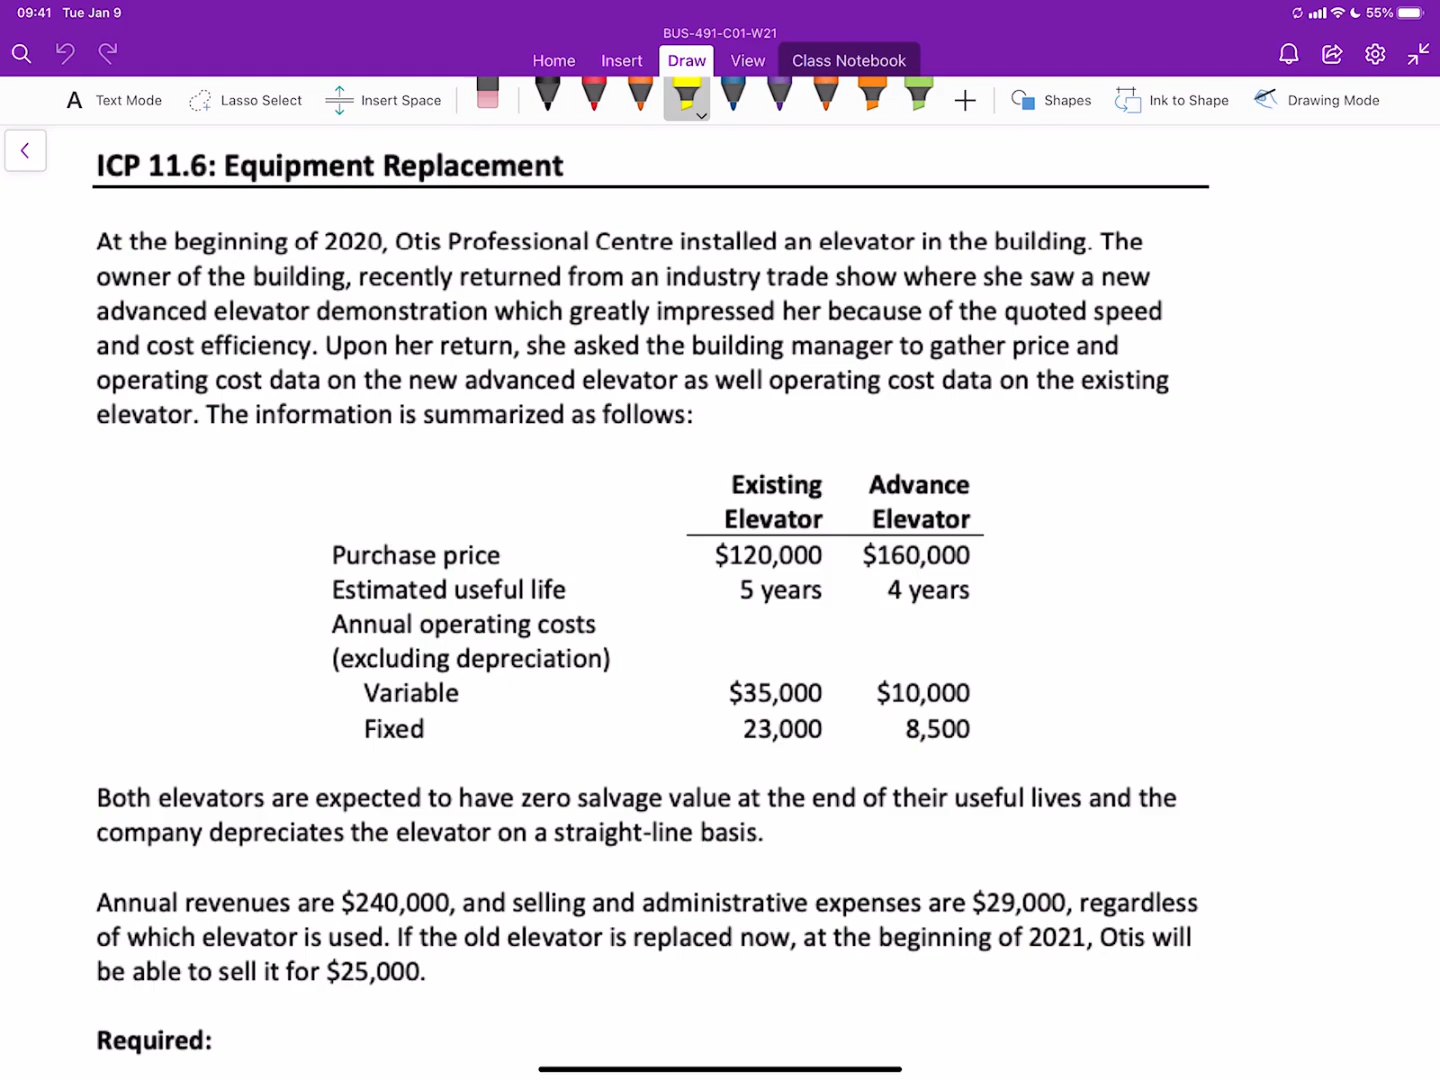 09:41 Tue Jan 9
55%
BUS-491-C01-W21
Home Insert Draw View Class Notebook
A Text Mode Lasso Select Insert Space Shapes Ink to Shape Drawing Mode
ICP 11.6: Equipment Replacement
At the beginning of 2020, Otis Professional Centre installed an elevator in the building. The
owner of the building, recently returned from an industry trade show where she saw a new
advanced elevator demonstration which greatly impressed her because of the quoted speed
and cost efficiency. Upon her return, she asked the building manager to gather price and
operating cost data on the new advanced elevator as well operating cost data on the existing
elevator. The information is summarized as follows:
Existing Advance
Elevator Elevator
Purchase price $120,000 $160,000
Estimated useful life 5 years 4 years
Annual operating costs
(excluding depreciation)
Variable $35,000 $10,000
Fixed 23,000 8,500
Both elevators are expected to have zero salvage value at the end of their useful lives and the
company depreciates the elevator on a straight-line basis.
Annual revenues are $240,000, and selling and administrative expenses are $29,000, regardless
of which elevator is used. If the old elevator is replaced now, at the beginning of 2021, Otis will
be able to sell it for $25,000.
Required: